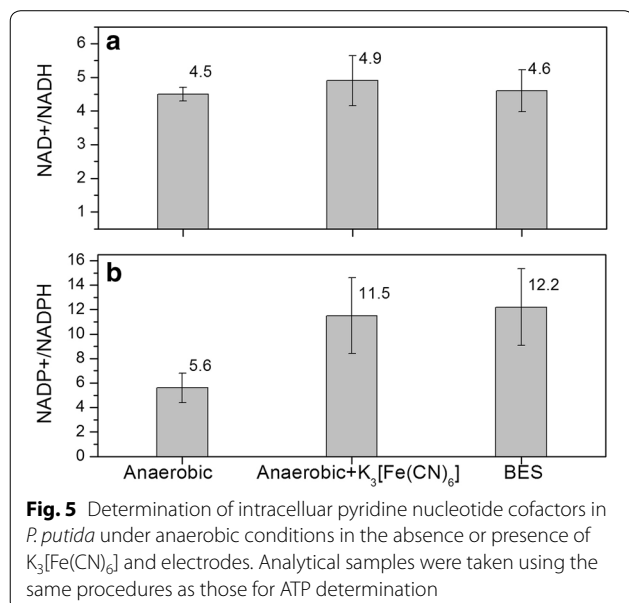 a
6
5
4
3
2
1
NAD+/NADH
4.5
4.9
4.6
b
16
14
12
10
8
6
4
2
0
NADP+/NADPH
5.6
11.5
12.2
Anaerobic Anaerobic+K₃[Fe(CN)₆] BES
Fig. 5 Determination of intracelluar pyridine nucleotide cofactors in
P. putida under anaerobic conditions in the absence or presence of
K₃[Fe(CN)₆] and electrodes. Analytical samples were taken using the
same procedures as those for ATP determination